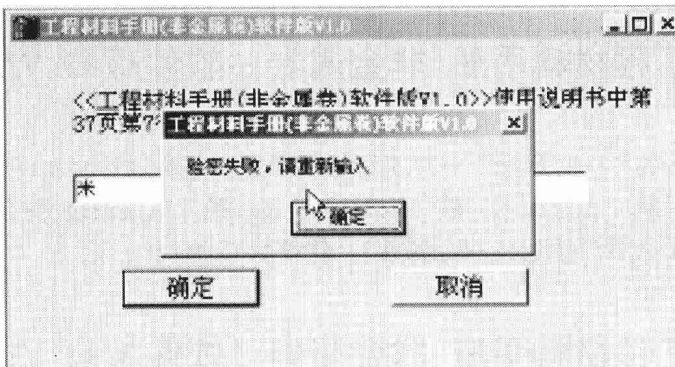 工程材料手册(非金属卷)软件版V1.0
<<工程材料手册(非金属卷)软件版V1.0>>使用说明书中第
37页第7
工程材料手册(非金属卷)软件版V1.0
验密失败，请重新输入
米
确定
确定
取消